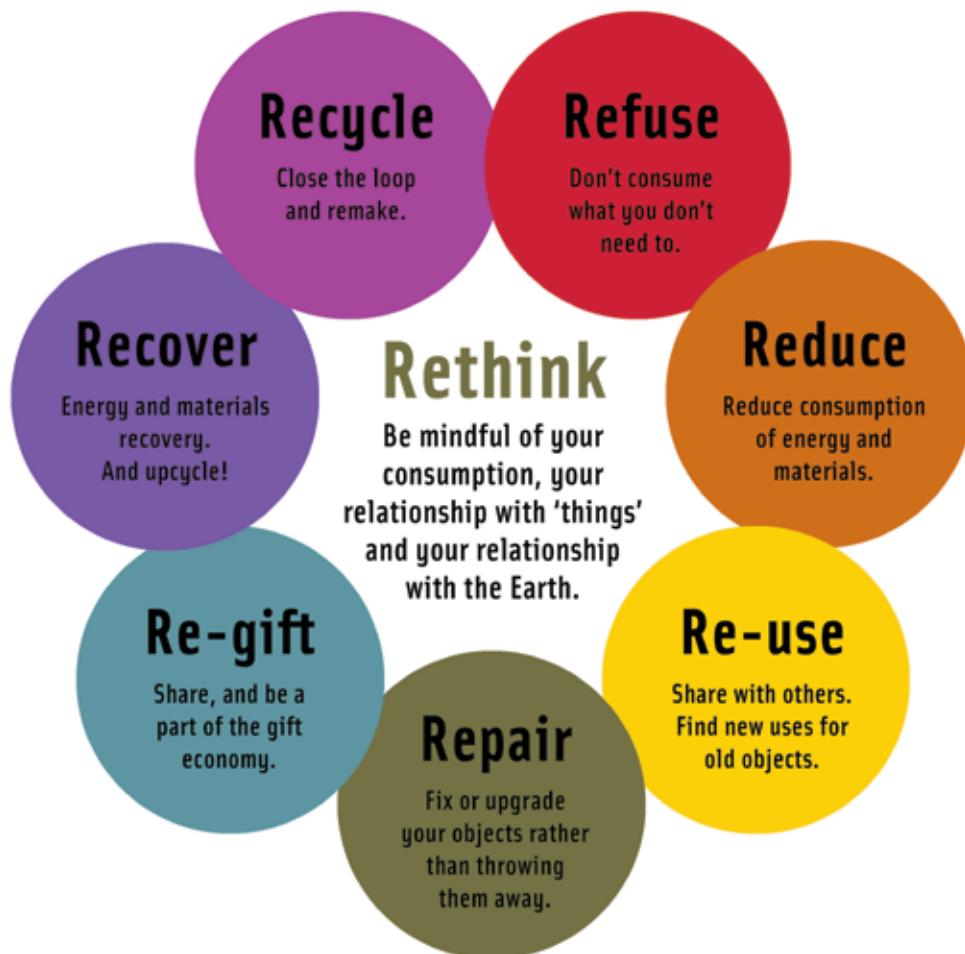 Recycle
Close the loop
and remake.
Refuse
Don't consume
what you don't
need to.
Recover
Energy and materials
recovery.
And upcycle!
Rethink
Be mindful of your
consumption, your
relationship with ‘things’
and your relationship
with the Earth.
Reduce
Reduce consumption
of energy and
materials.
Re-gift
Share, and be a
part of the gift
economy.
Repair
Fix or upgrade
your objects rather
than throwing
them away.
Re-use
Share with others.
Find new uses for
old objects.